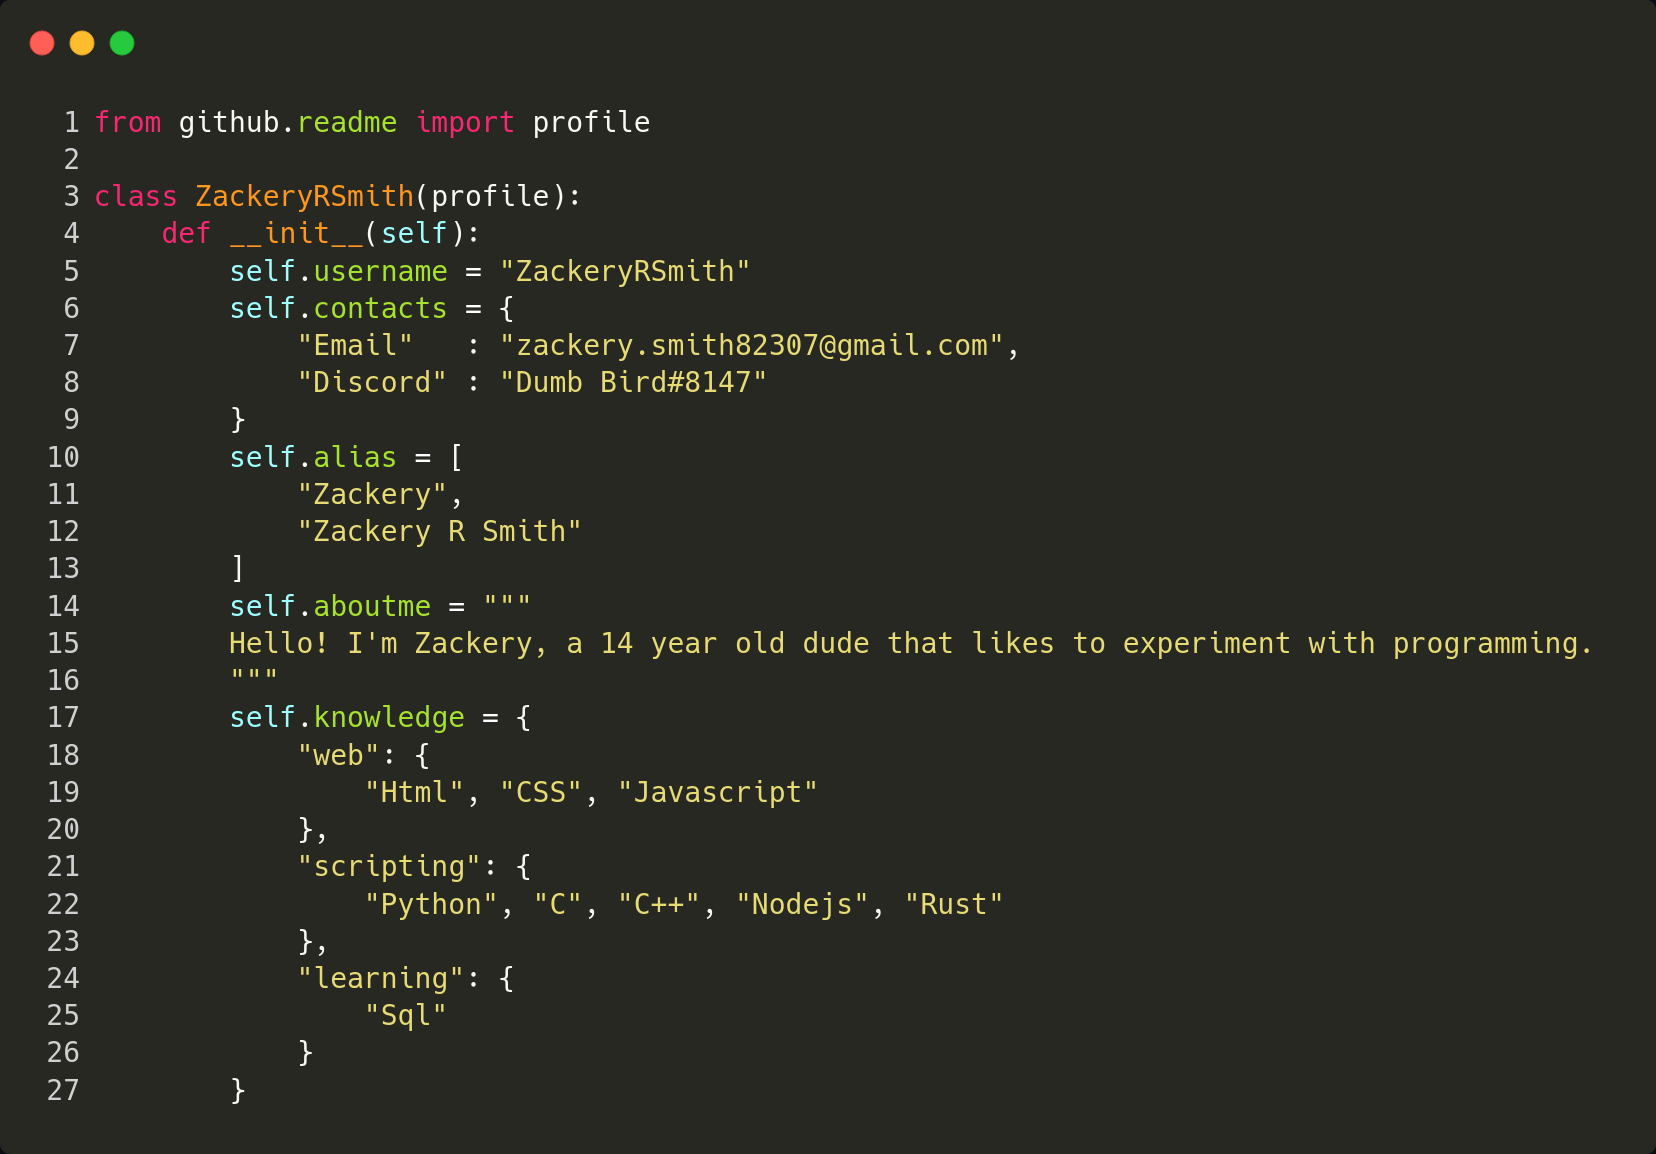 1 from github.readme import profile
2
3 class ZackeryRSmith(profile):
4     def __init__(self):
5         self.username = "ZackeryRSmith"
6         self.contacts = {
7             "Email"   : "zackery.smith82307@gmail.com",
8             "Discord" : "Dumb Bird#8147"
9         }
10         self.alias = [
11             "Zackery",
12             "Zackery R Smith"
13         ]
14         self.aboutme = """
15         Hello! I'm Zackery, a 14 year old dude that likes to experiment with programming.
16         """
17         self.knowledge = {
18             "web": {
19                 "Html", "CSS", "Javascript"
20             },
21             "scripting": {
22                 "Python", "C", "C++", "Nodejs", "Rust"
23             },
24             "learning": {
25                 "Sql"
26             }
27         }